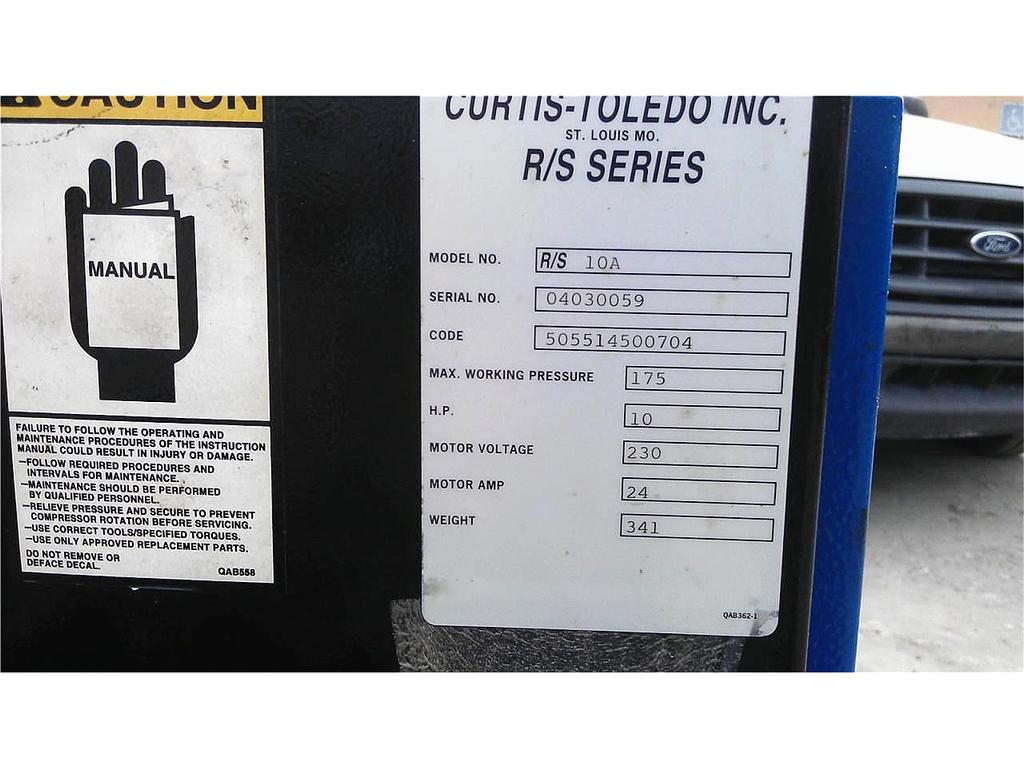 CAUTION
MANUAL
FAILURE TO FOLLOW THE OPERATING AND
MAINTENANCE PROCEDURES OF THE INSTRUCTION
MANUAL COULD RESULT IN INJURY OR DAMAGE.
–FOLLOW REQUIRED PROCEDURES AND
INTERVALS FOR MAINTENANCE.
–MAINTENANCE SHOULD BE PERFORMED
BY QUALIFIED PERSONNEL.
–RELIEVE PRESSURE AND SECURE TO PREVENT
COMPRESSOR ROTATION BEFORE SERVICING.
–USE CORRECT TOOLS/SPECIFIED TORQUES.
–USE ONLY APPROVED REPLACEMENT PARTS.
DO NOT REMOVE OR
DEFACE DECAL.
QAB558
CURTIS-TOLEDO INC.
ST. LOUIS MO.
R/S SERIES
MODEL NO. R/S 10A
SERIAL NO. 04030059
CODE 505514500704
MAX. WORKING PRESSURE 175
H.P. 10
MOTOR VOLTAGE 230
MOTOR AMP 24
WEIGHT 341
QAB362-1
Ford